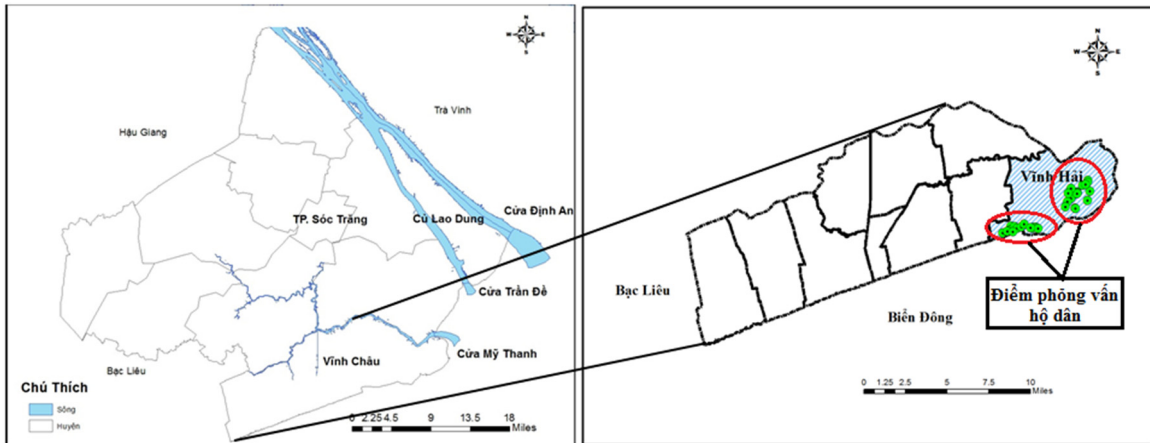 N
W E
S
Trà Vinh
Hậu Giang
TP. Sóc Trăng
Cù Lao Dung
Cửa Định An
Cửa Trần Đề
Cửa Mỹ Thanh
Vĩnh Châu
Bạc Liêu
Chú Thích
Sông
Huyện
0 2.25 4.5 9 13.5 18
Miles
N
W E
S
Vĩnh Hải
Bạc Liêu
Điểm phỏng vấn
hộ dân
Biển Đông
0 1.25 2.5 5 7.5 10
Miles